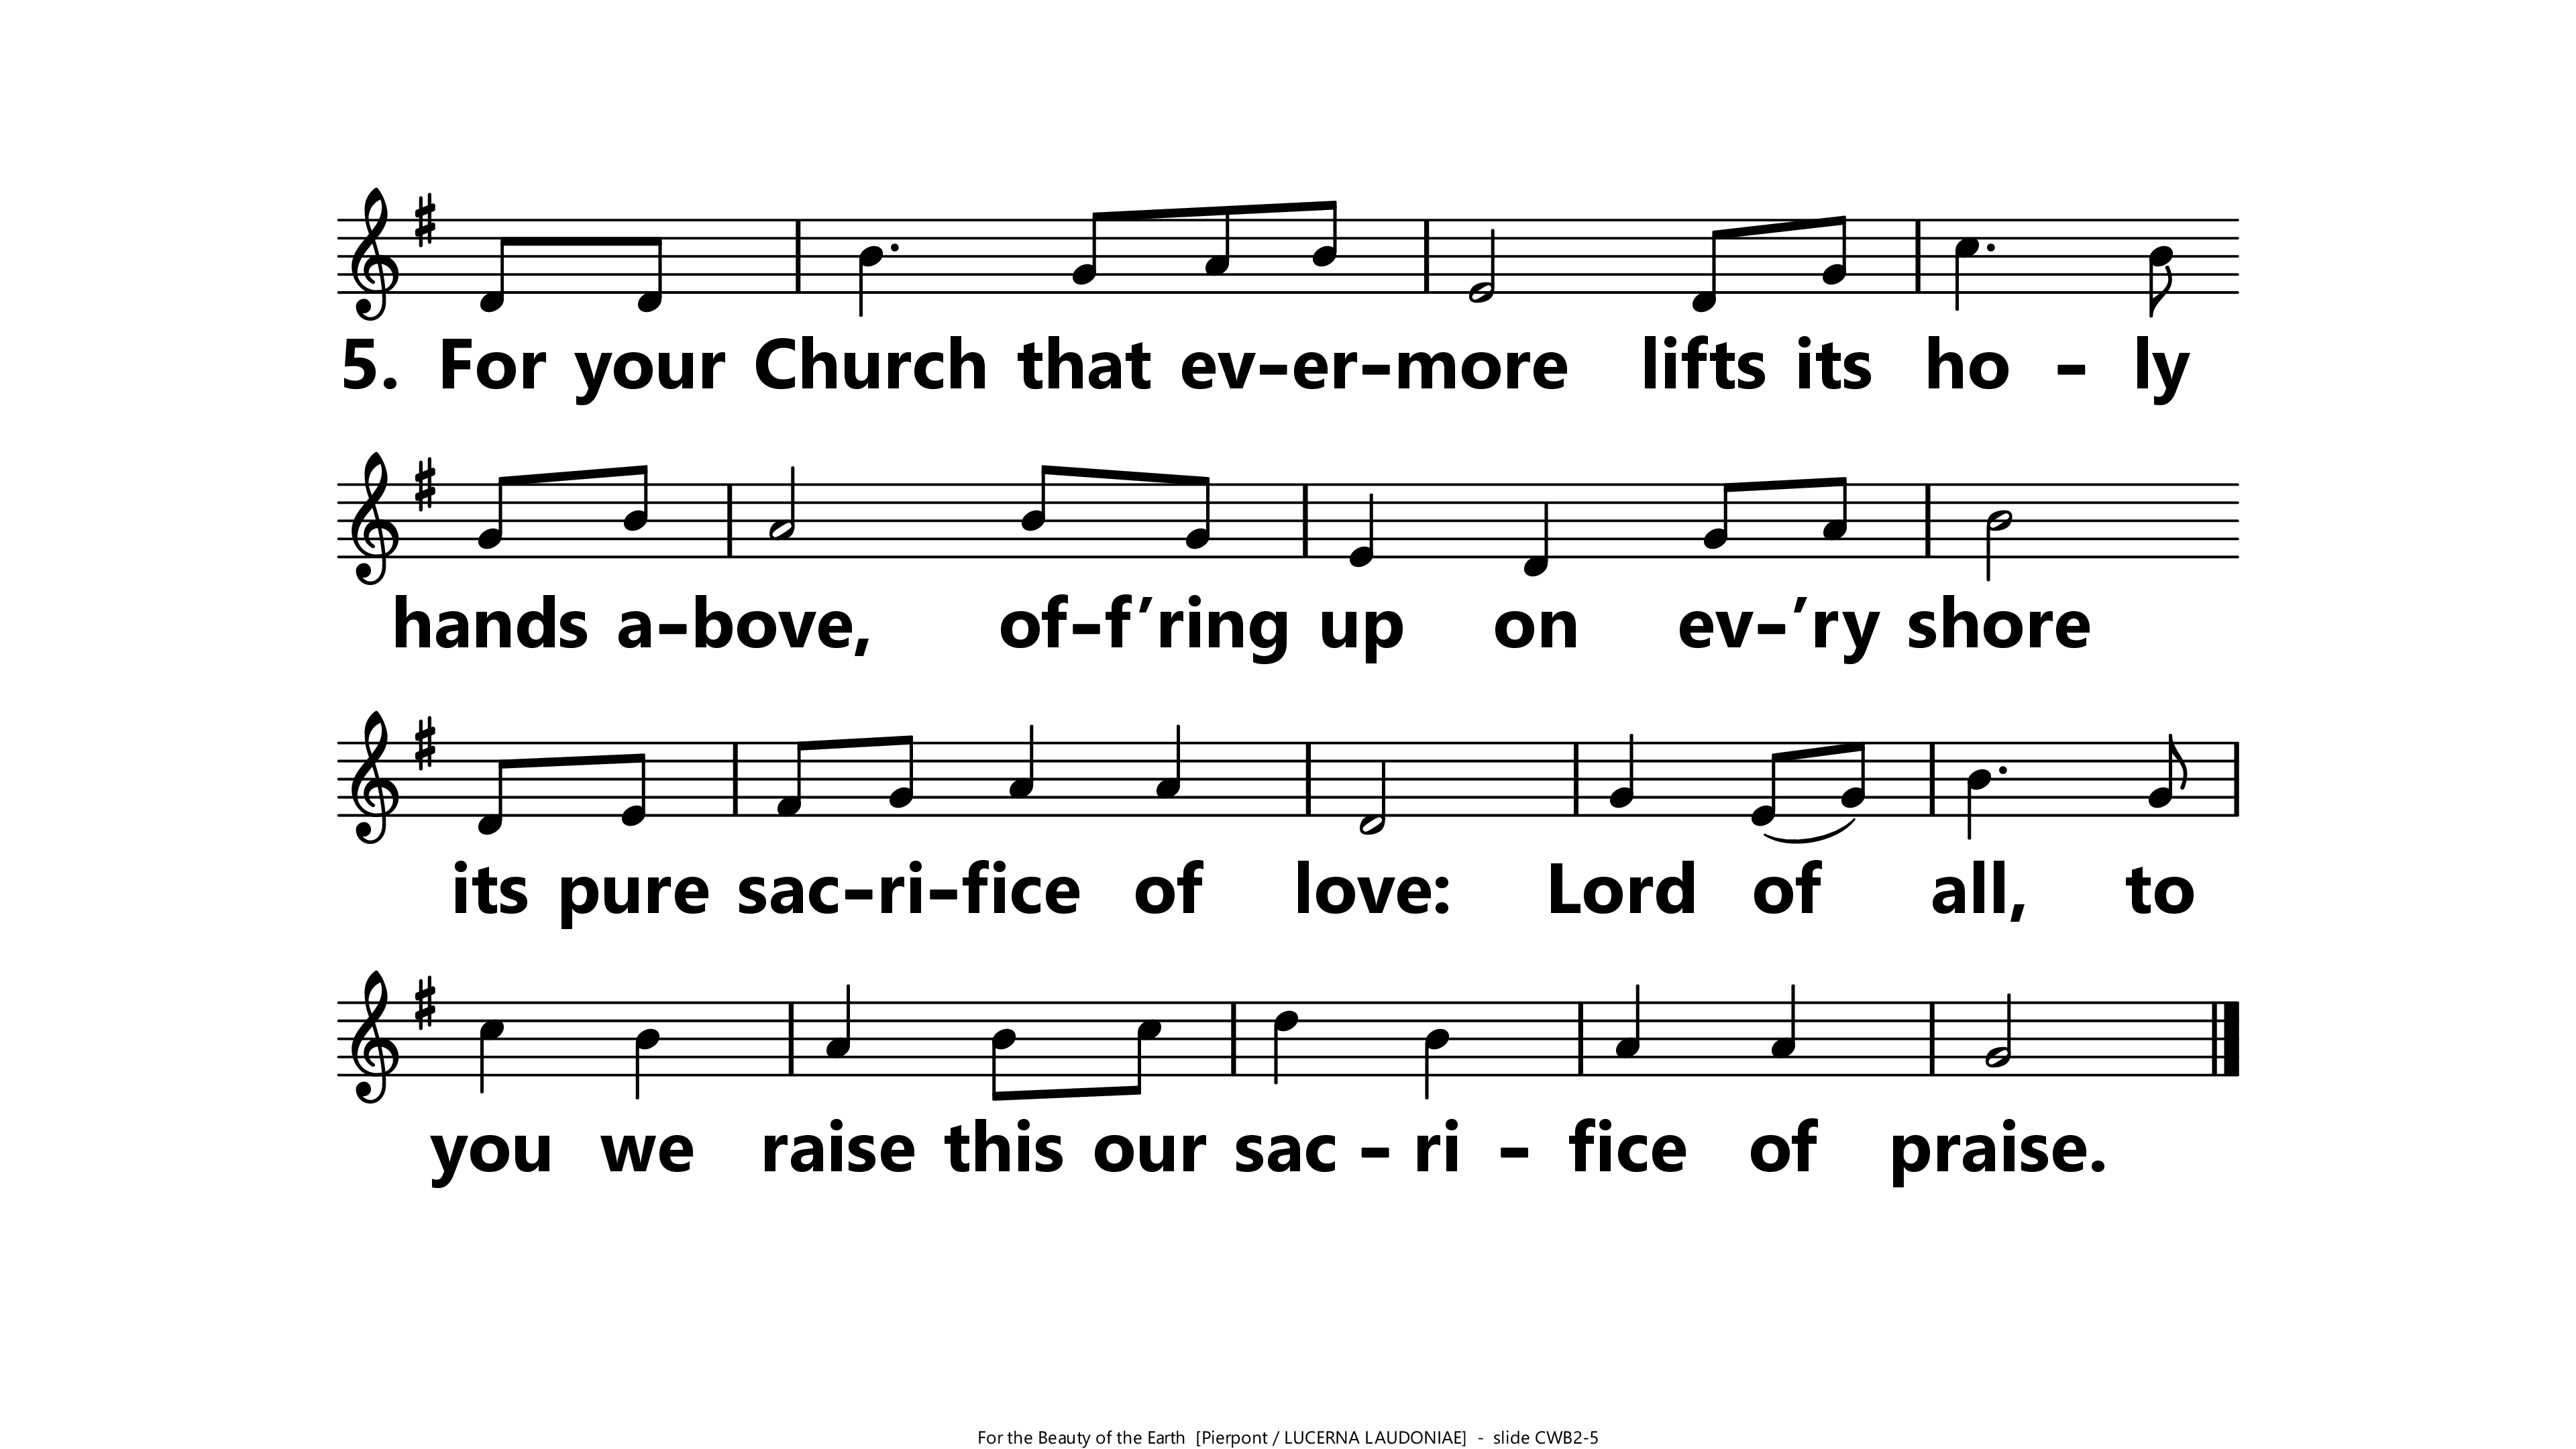 5. For your Church that ev-er-more lifts its ho - ly
hands a-bove, of-f’ring up on ev-’ry shore
its pure sac-ri-fice of love: Lord of all, to
you we raise this our sac - ri - fice of praise.
For the Beauty of the Earth [Pierpont / LUCERNA LAUDONIAE] - slide CWB2-5